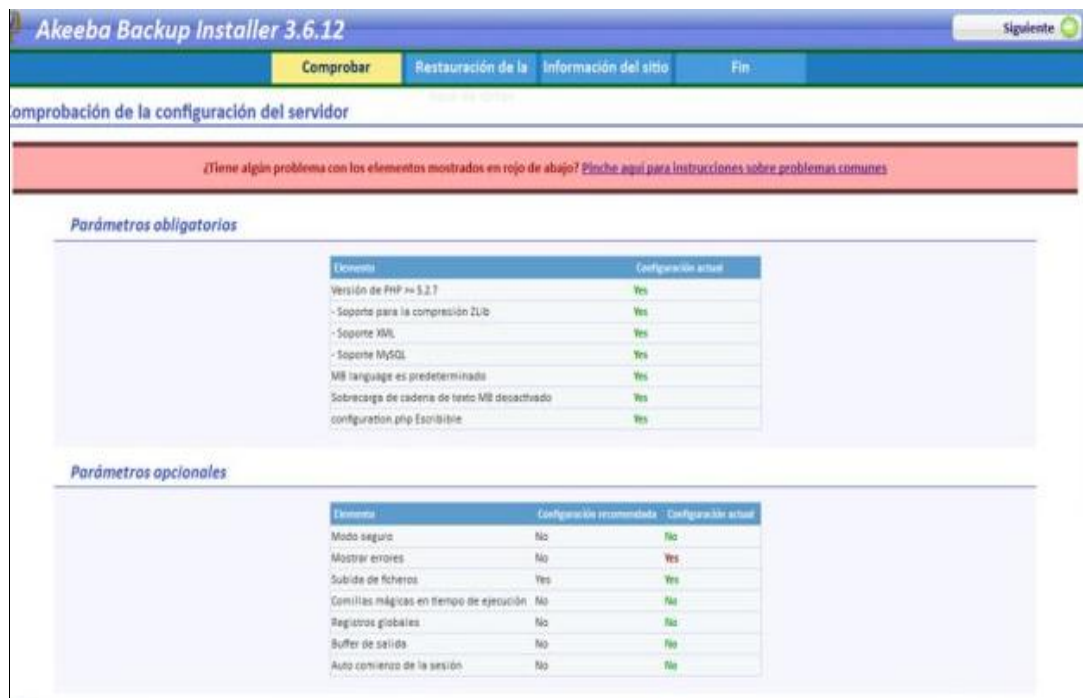 Akeeba Backup Installer 3.6.12
Siguiente
Comprobar Restauración de la Información del sitio Fin
omprobación de la configuración del servidor
¿Tiene algún problema con los elementos mostrados en rojo de abajo? Pinche aquí para instrucciones sobre problemas comunes
Parámetros obligatorios
Elemento Configuración actual
Versión de PHP >= 5.2.7 Yes
- Soporte para la compresión ZLib Yes
- Soporte XML Yes
- Soporte MySQL Yes
MB language es predeterminado Yes
Sobrecarga de cadena de texto MB desactivado Yes
configuration.php Escribible Yes
Parámetros opcionales
Elemento Configuración recomendada Configuración actual
Modo seguro No No
Mostrar errores No Yes
Subida de ficheros Yes Yes
Comillas mágicas en tiempo de ejecución No No
Registros globales No No
Buffer de salida No No
Auto comienzo de la sesión No No